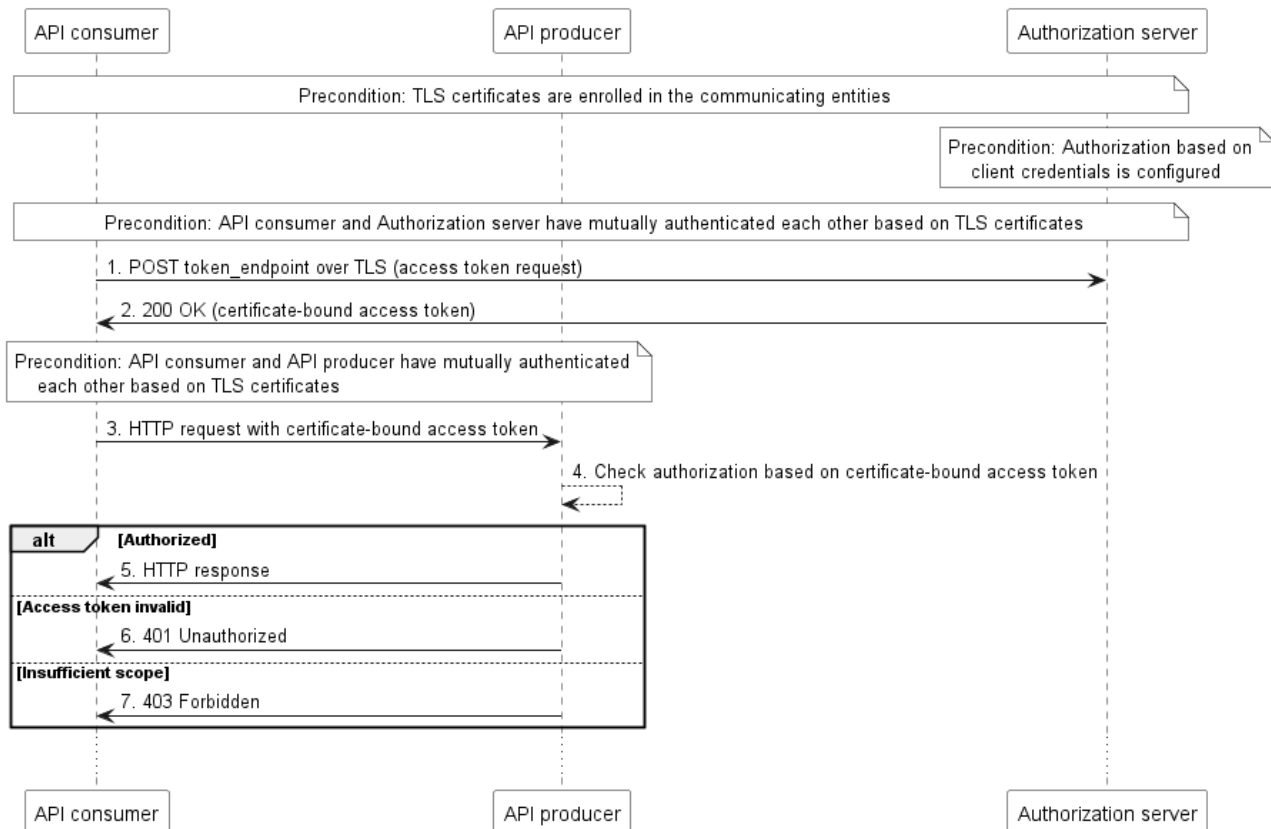 API consumer
API producer
Authorization server
Precondition: TLS certificates are enrolled in the communicating entities
Precondition: Authorization based on
client credentials is configured
Precondition: API consumer and Authorization server have mutually authenticated each other based on TLS certificates
1. POST token_endpoint over TLS (access token request)
2. 200 OK (certificate-bound access token)
Precondition: API consumer and API producer have mutually authenticated
each other based on TLS certificates
3. HTTP request with certificate-bound access token
4. Check authorization based on certificate-bound access token
alt
[Authorized]
5. HTTP response
[Access token invalid]
6. 401 Unauthorized
[Insufficient scope]
7. 403 Forbidden
API consumer
API producer
Authorization server